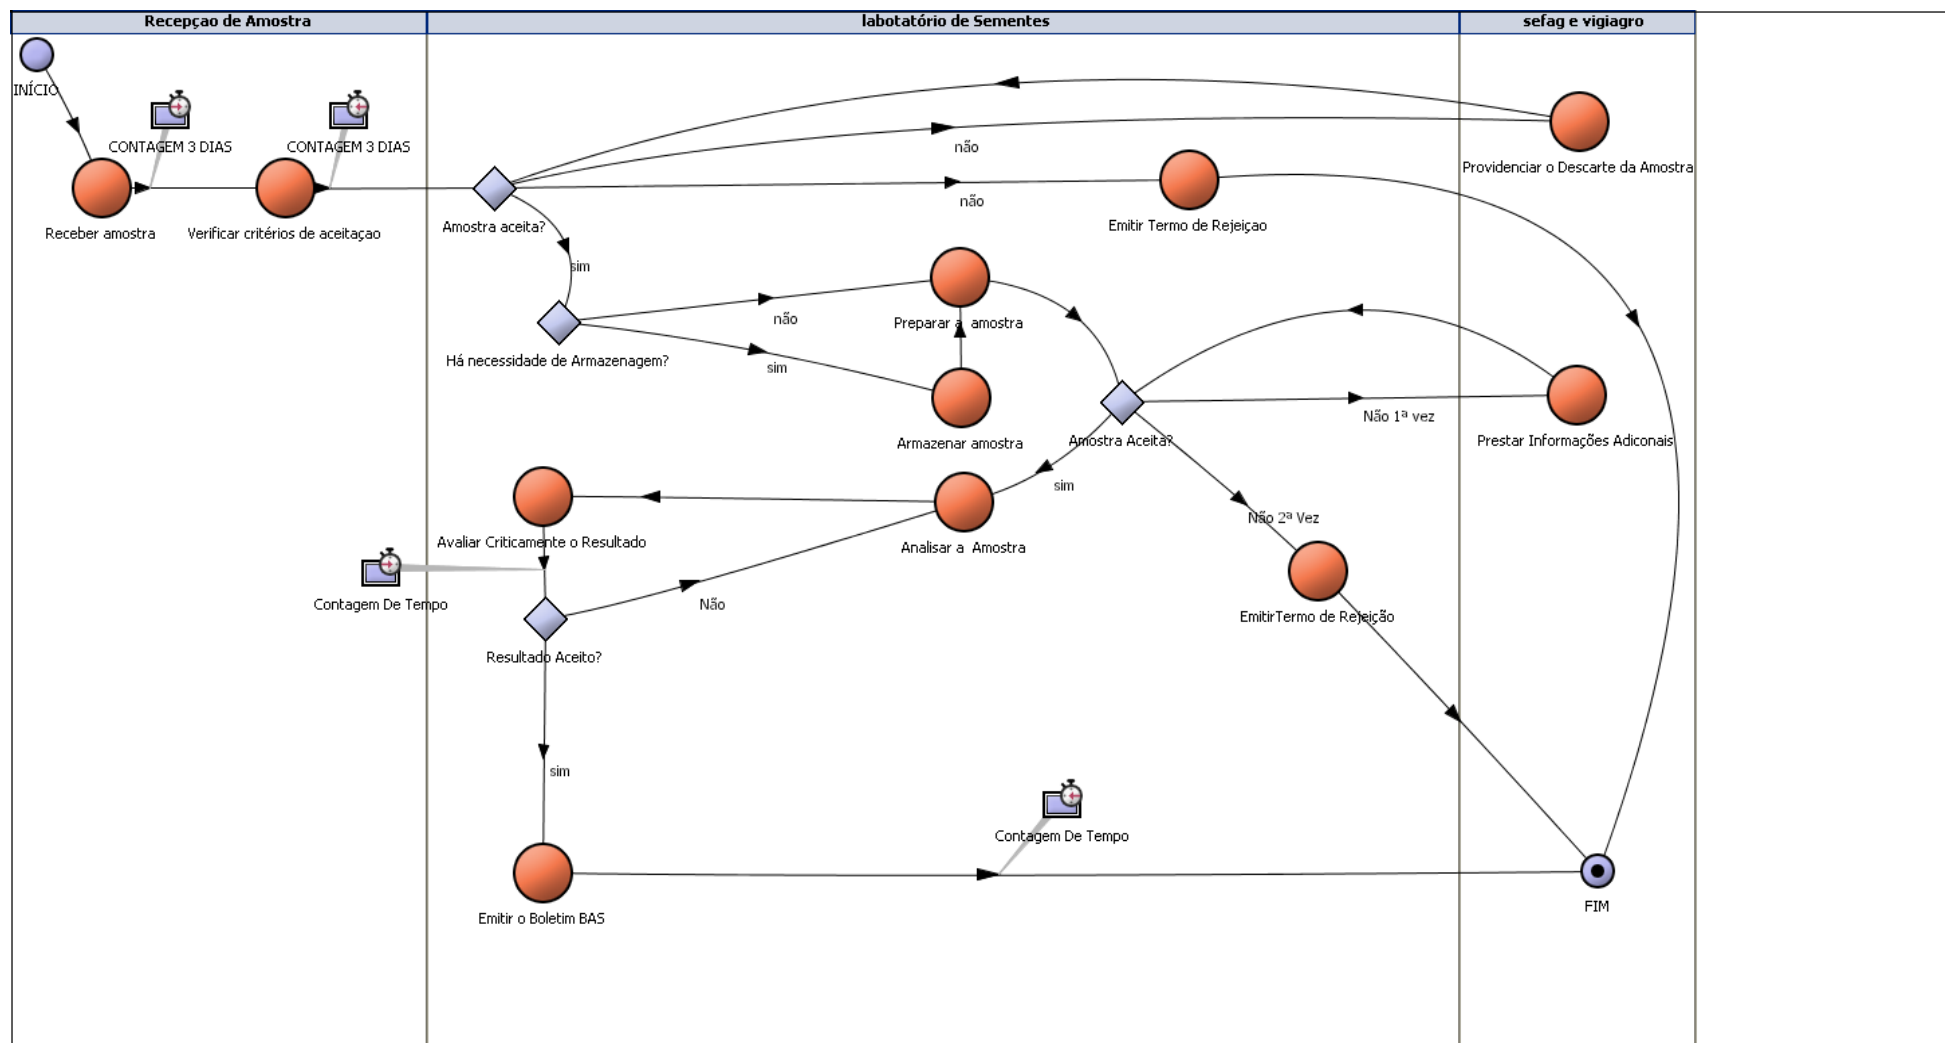 Recepçao de Amostra
labotatório de Sementes
sefag e vigiagro
INÍCIO
CONTAGEM 3 DIAS
CONTAGEM 3 DIAS
não
Providenciar o Descarte da Amostra
não
Receber amostra
Verificar critérios de aceitaçao
Amostra aceita?
Emitir Termo de Rejeiçao
sim
não
Preparar a  amostra
Há necessidade de Armazenagem?
sim
Não 1ª vez
Armazenar amostra
Amostra Aceita?
Prestar Informações Adiconais
sim
Não 2ª Vez
Avaliar Criticamente o Resultado
Analisar a  Amostra
Contagem De Tempo
Não
EmitirTermo de Rejeição
Resultado Aceito?
sim
Contagem De Tempo
Emitir o Boletim BAS
FIM